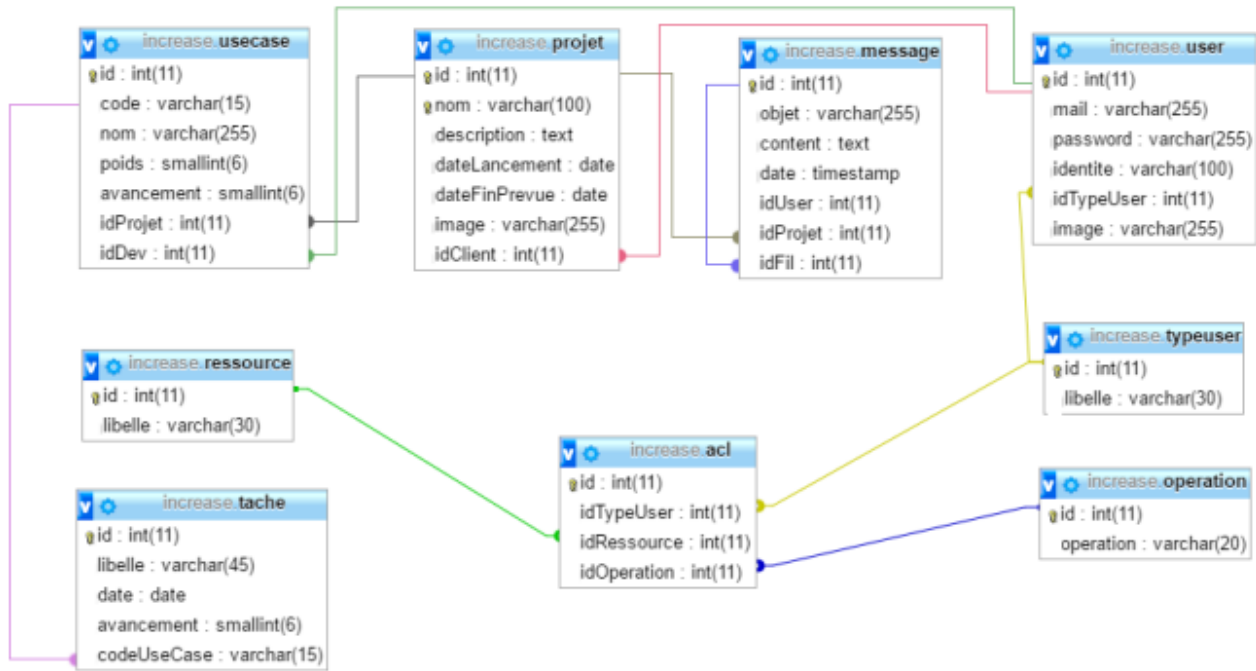 increase.usecase
id : int(11)
code : varchar(15)
nom : varchar(255)
poids : smallint(6)
avancement : smallint(6)
idProjet : int(11)
idDev : int(11)
increase.projet
id : int(11)
nom : varchar(100)
description : text
dateLancement : date
dateFinPrevue : date
image : varchar(255)
idClient : int(11)
increase.message
id : int(11)
objet : varchar(255)
content : text
date : timestamp
idUser : int(11)
idProjet : int(11)
idFil : int(11)
increase.user
id : int(11)
mail : varchar(255)
password : varchar(255)
identite : varchar(100)
idTypeUser : int(11)
image : varchar(255)
increase.ressource
id : int(11)
libelle : varchar(30)
increase.typeuser
id : int(11)
libelle : varchar(30)
increase.acl
id : int(11)
idTypeUser : int(11)
idRessource : int(11)
idOperation : int(11)
increase.operation
id : int(11)
operation : varchar(20)
increase.tache
id : int(11)
libelle : varchar(45)
date : date
avancement : smallint(6)
codeUseCase : varchar(15)